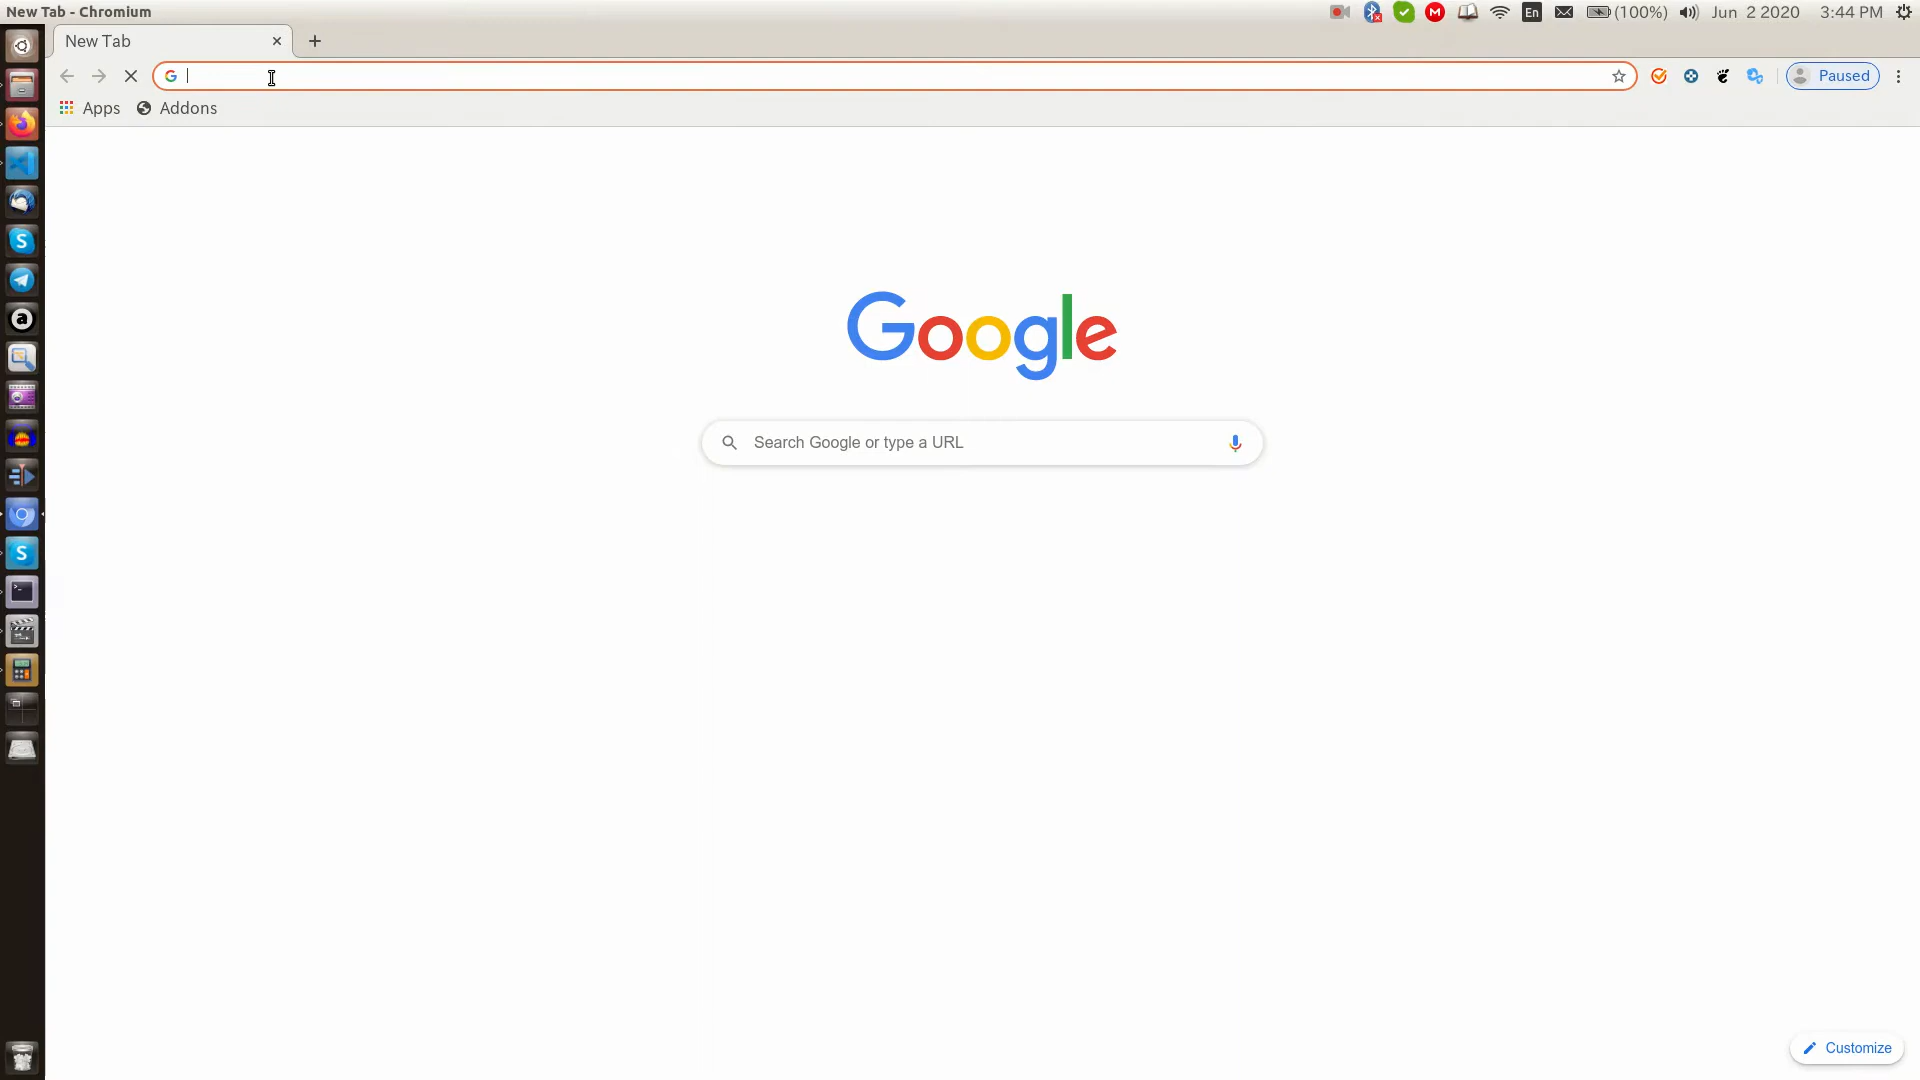 New Tab - Chromium
En
(100%)
Jun 2 2020
3:44 PM
New Tab
Paused
Apps
Addons
Google
Search Google or type a URL
Customize